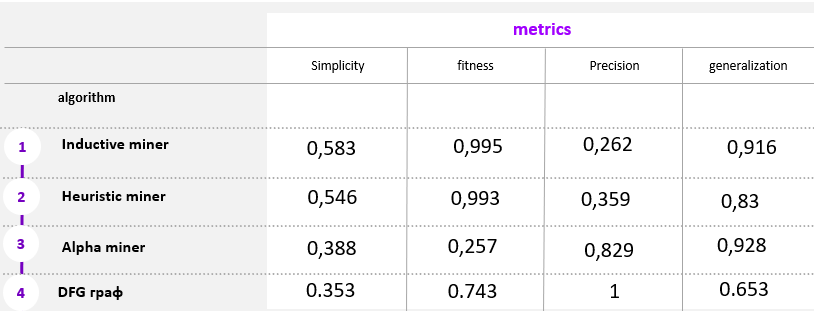 metrics
Simplicity fitness Precision generalization
algorithm
1 Inductive miner 0,583 0,995 0,262 0,916
2 Heuristic miner 0,546 0,993 0,359 0,83
3 Alpha miner 0,388 0,257 0,829 0,928
4 DFG граф 0.353 0.743 1 0.653